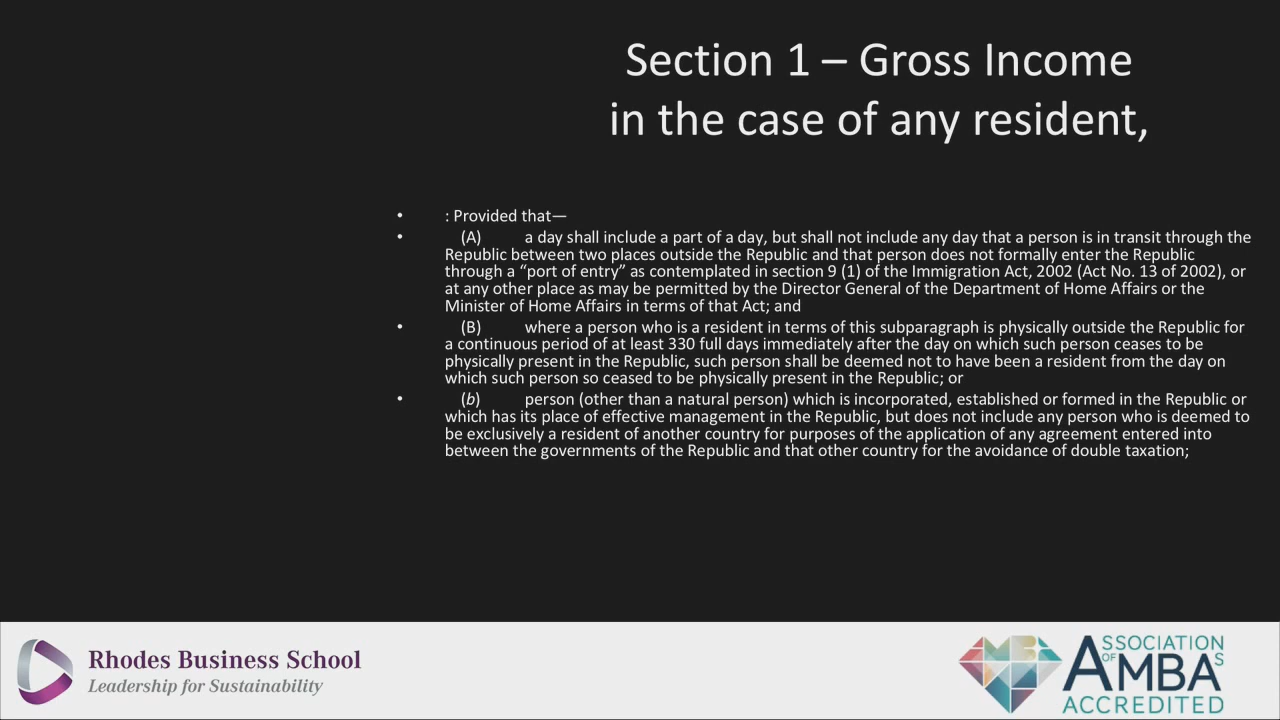 Section 1 – Gross Income
in the case of any resident,
• : Provided that—
• (A) a day shall include a part of a day, but shall not include any day that a person is in transit through the
Republic between two places outside the Republic and that person does not formally enter the Republic
through a “port of entry” as contemplated in section 9 (1) of the Immigration Act, 2002 (Act No. 13 of 2002), or
at any other place as may be permitted by the Director General of the Department of Home Affairs or the
Minister of Home Affairs in terms of that Act; and
• (B) where a person who is a resident in terms of this subparagraph is physically outside the Republic for
a continuous period of at least 330 full days immediately after the day on which such person ceases to be
physically present in the Republic, such person shall be deemed not to have been a resident from the day on
which such person so ceased to be physically present in the Republic; or
• (b) person (other than a natural person) which is incorporated, established or formed in the Republic or
which has its place of effective management in the Republic, but does not include any person who is deemed to
be exclusively a resident of another country for purposes of the application of any agreement entered into
between the governments of the Republic and that other country for the avoidance of double taxation;
Rhodes Business School
Leadership for Sustainability
MBA
ASSOCIATION
OF
AMBAS
ACCREDITED